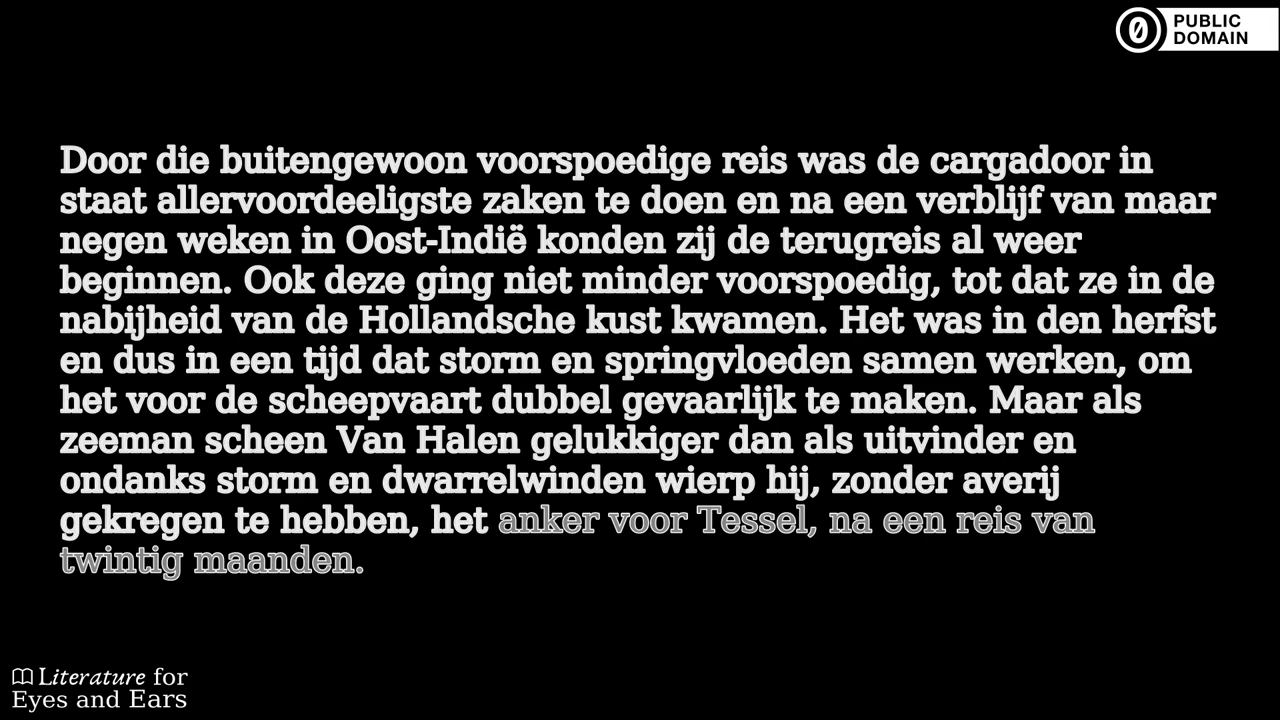 PUBLIC
DOMAIN
Door die buitengewoon voorspoedige reis was de cargadoor in
staat allervoordeeligste zaken te doen en na een verblijf van maar
negen weken in Oost-Indië konden zij de terugreis al weer
beginnen. Ook deze ging niet minder voorspoedig, tot dat ze in de
nabijheid van de Hollandsche kust kwamen. Het was in den herfst
en dus in een tijd dat storm en springvloeden samen werken, om
het voor de scheepvaart dubbel gevaarlijk te maken. Maar als
zeeman scheen Van Halen gelukkiger dan als uitvinder en
ondanks storm en dwarrelwinden wierp hij, zonder averij
gekregen te hebben, het anker voor Tessel, na een reis van
twintig maanden.
Literature for
Eyes and Ears